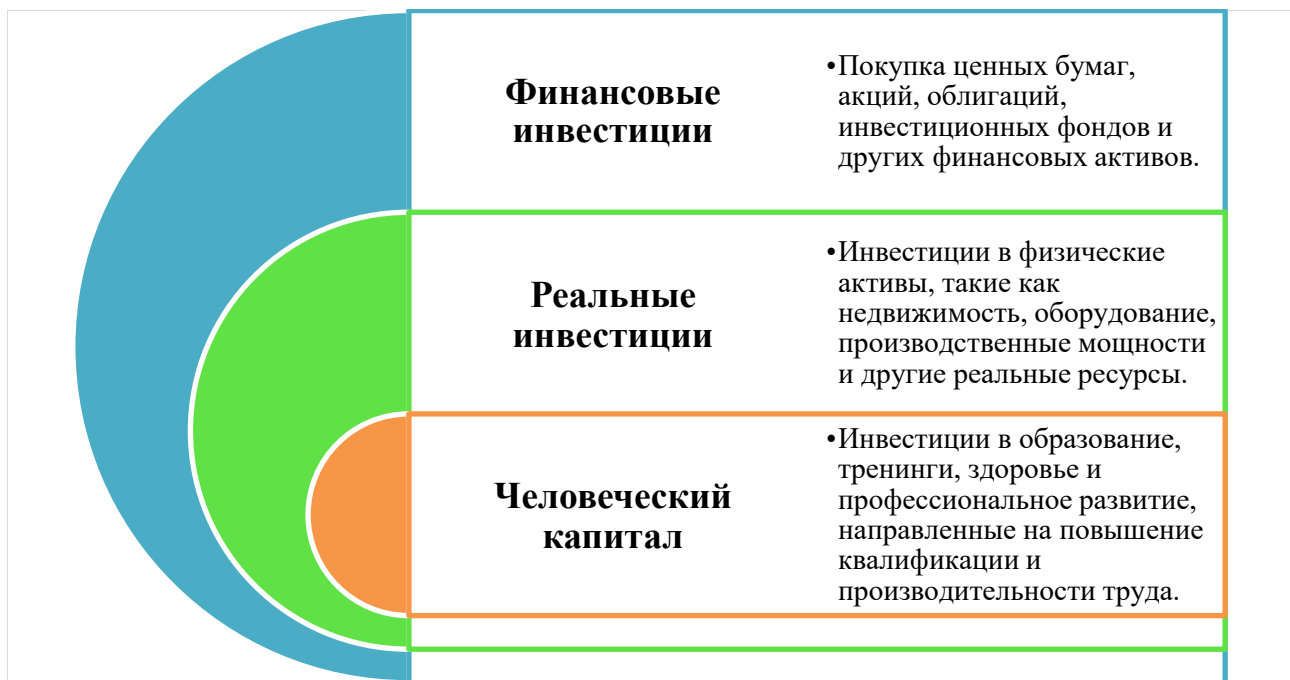 Финансовые
инвестиции
•Покупка ценных бумаг,
акций, облигаций,
инвестиционных фондов и
других финансовых активов.
Реальные
инвестиции
•Инвестиции в физические
активы, такие как
недвижимость, оборудование,
производственные мощности
и другие реальные ресурсы.
Человеческий
капитал
•Инвестиции в образование,
тренинги, здоровье и
профессиональное развитие,
направленные на повышение
квалификации и
производительности труда.